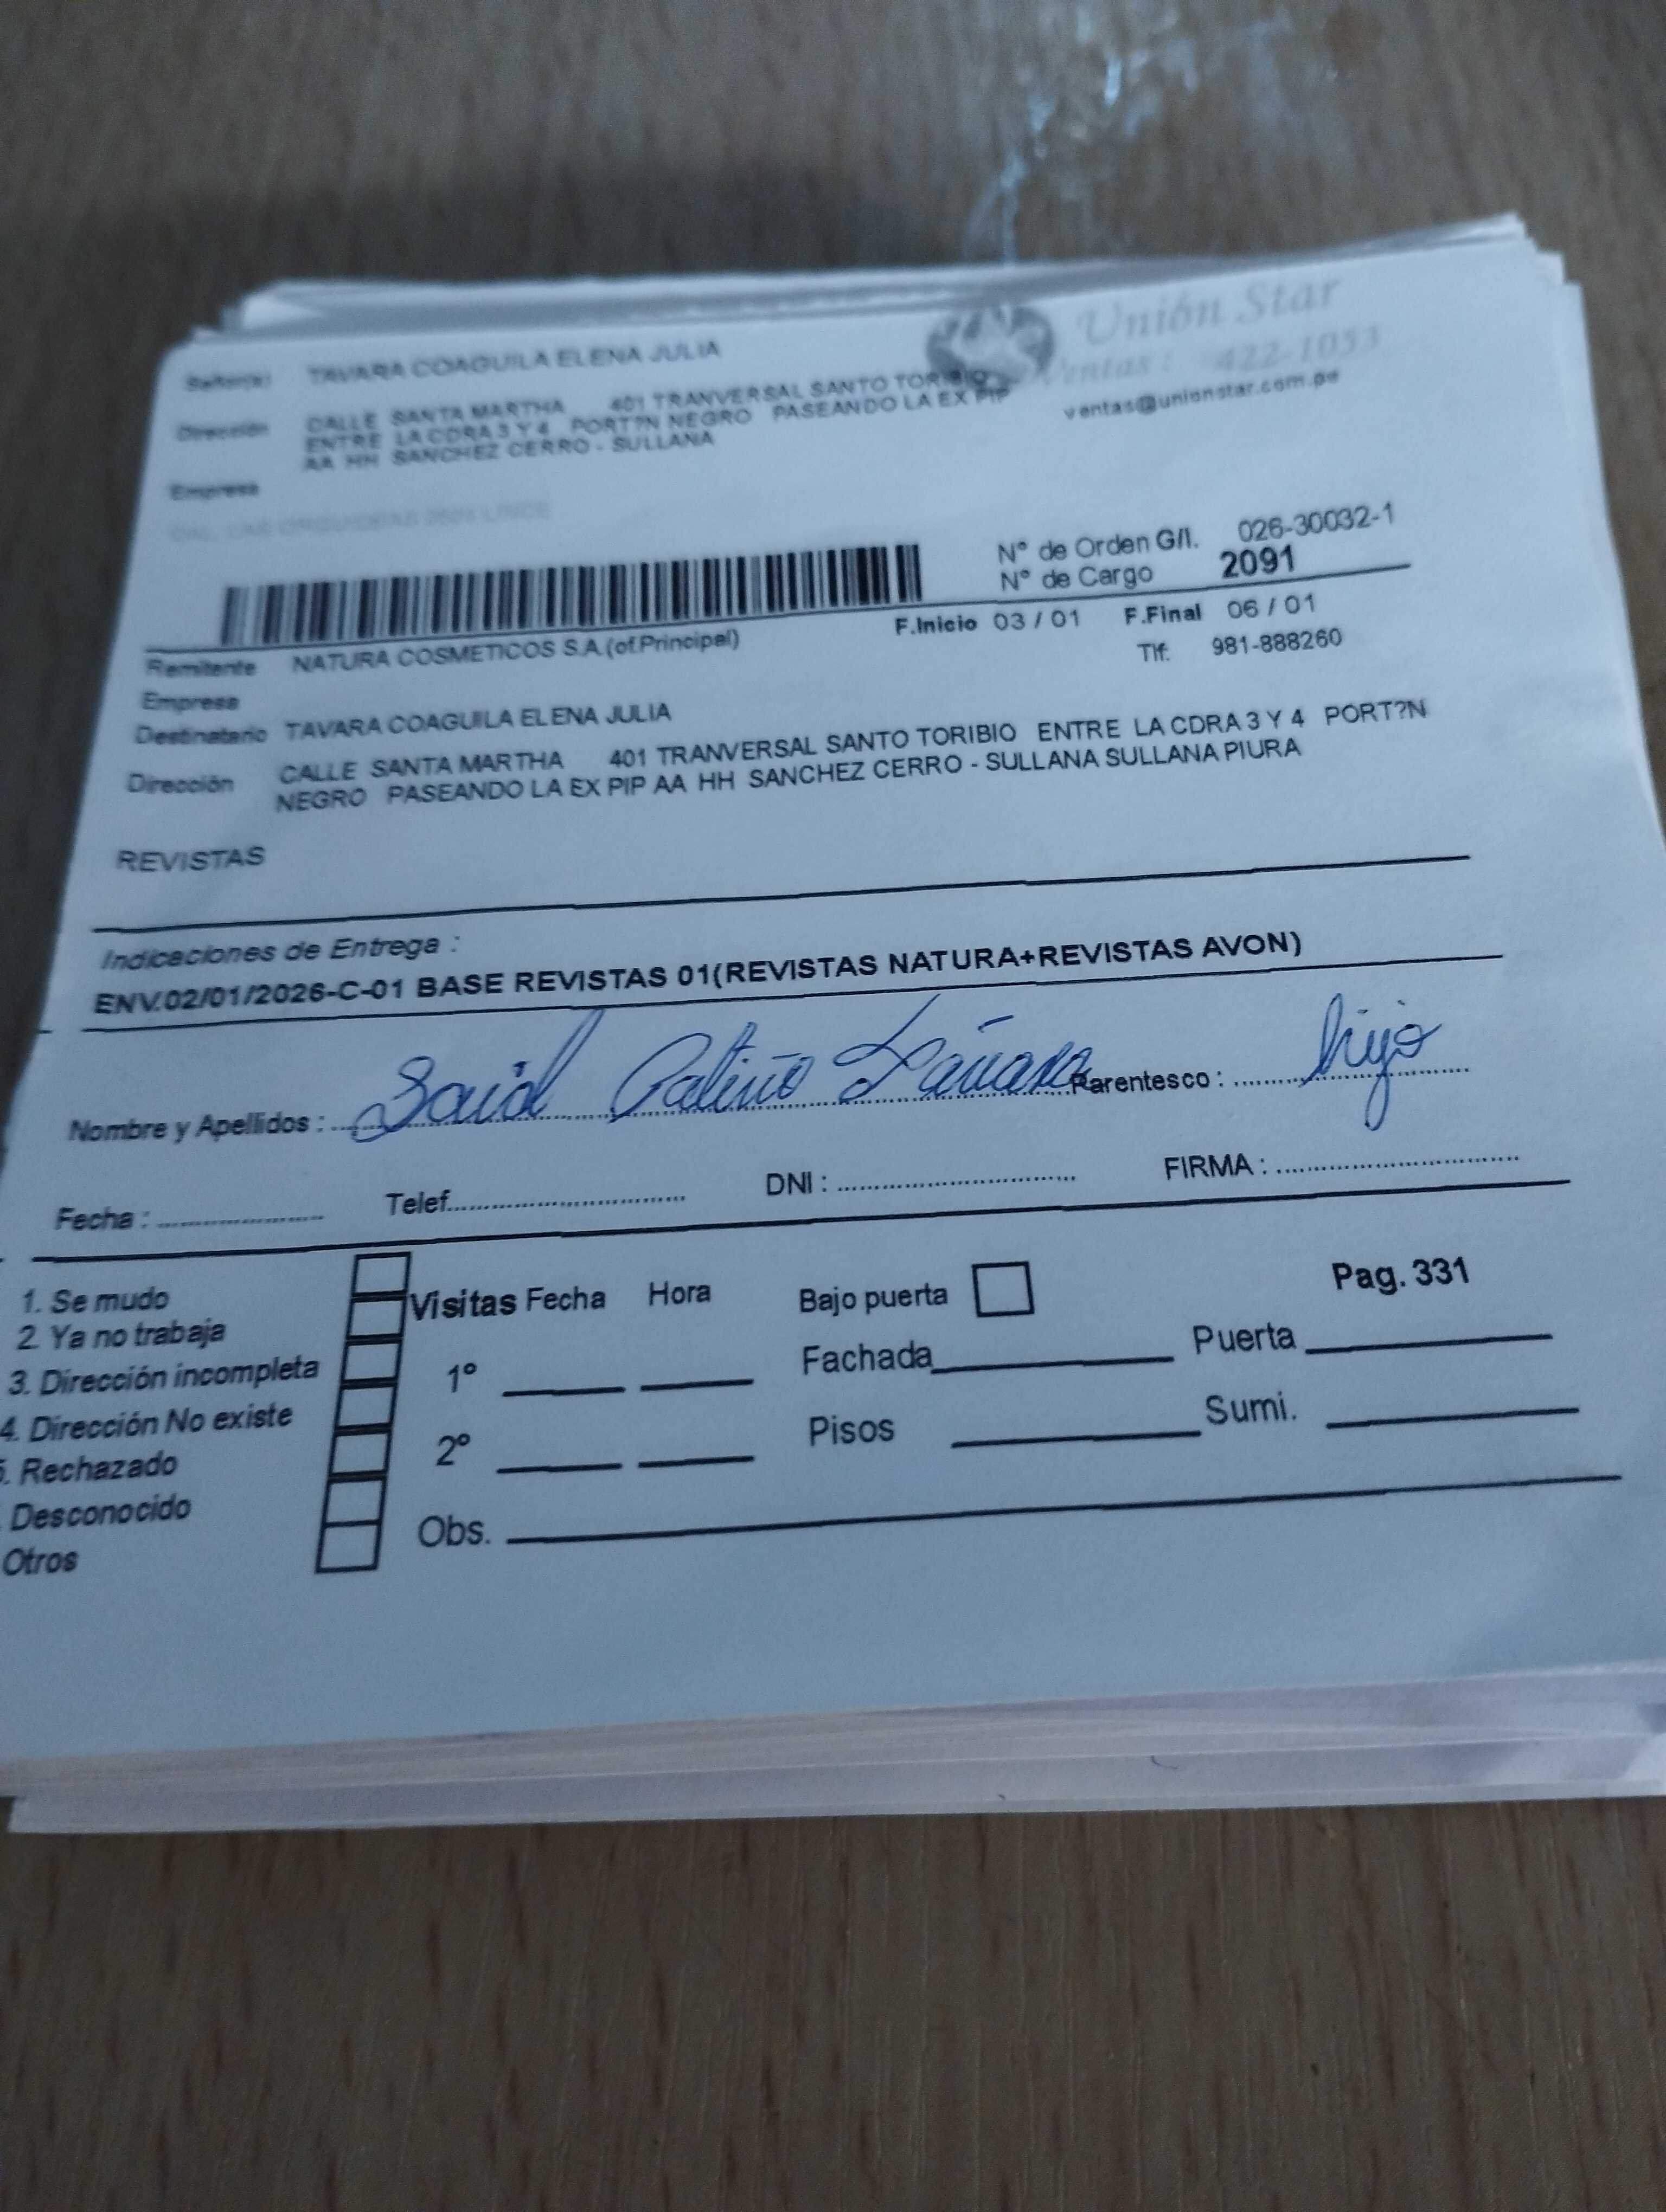 Unión Star
Señor(a) TAVARA COAGUILA ELENA JULIA
Ventas : 422-1053
Dirección CALLE SANTA MARTHA 401 TRANVERSAL SANTO TORIBIO
ENTRE LA CDRA 3 Y 4 PORT?N NEGRO PASEANDO LA EX PIP
AA HH SANCHEZ CERRO - SULLANA
ventas@unionstar.com.pe
Empresa
N° de Orden G/I. 026-30032-1
N° de Cargo 2091
F.Inicio 03 / 01 F.Final 06 / 01
Remitente NATURA COSMETICOS S.A.(of.Principal)
Tlf: 981-888260
Empresa
Destinatario TAVARA COAGUILA ELENA JULIA
Dirección CALLE SANTA MARTHA 401 TRANVERSAL SANTO TORIBIO ENTRE LA CDRA 3 Y 4 PORT?N
NEGRO PASEANDO LA EX PIP AA HH SANCHEZ CERRO - SULLANA SULLANA PIURA
REVISTAS
Indicaciones de Entrega :
ENV.02/01/2026-C-01 BASE REVISTAS 01(REVISTAS NATURA+REVISTAS AVON)
Nombre y Apellidos : Said Patiño Parentesco : hijo
Fecha : Telef. DNI : FIRMA :
1. Se mudo
2. Ya no trabaja
3. Dirección incompleta
4. Dirección No existe
5. Rechazado
Desconocido
Otros
Visitas Fecha Hora
1°
2°
Obs.
Bajo puerta
Pag. 331
Fachada Puerta
Pisos Sumi.